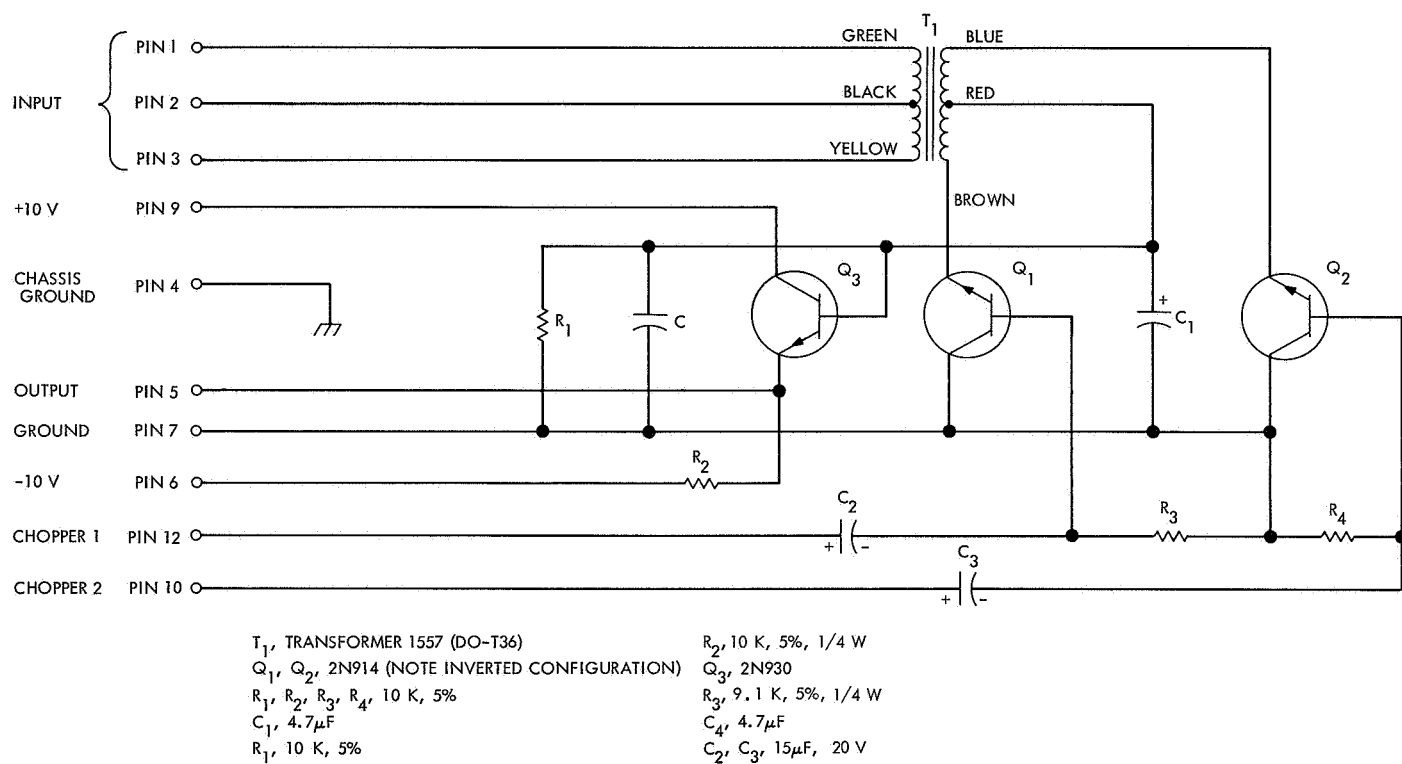 T1
GREEN
BLUE
INPUT
PIN 1
BLACK
RED
PIN 2
YELLOW
PIN 3
BROWN
+10 V
PIN 9
CHASSIS
GROUND
PIN 4
R1
C
Q3
Q1
+
C1
Q2
OUTPUT
PIN 5
GROUND
PIN 7
-10 V
PIN 6
R2
CHOPPER 1
PIN 12
C2
+ -
R3
R4
CHOPPER 2
PIN 10
C3
+ -
T1, TRANSFORMER 1557 (DO-T36)
Q1, Q2, 2N914 (NOTE INVERTED CONFIGURATION)
R1, R2, R3, R4, 10 K, 5%
C1, 4.7μF
R1, 10 K, 5%
R2, 10 K, 5%, 1/4 W
Q3, 2N930
R3, 9.1 K, 5%, 1/4 W
C4, 4.7μF
C2, C3, 15μF, 20 V